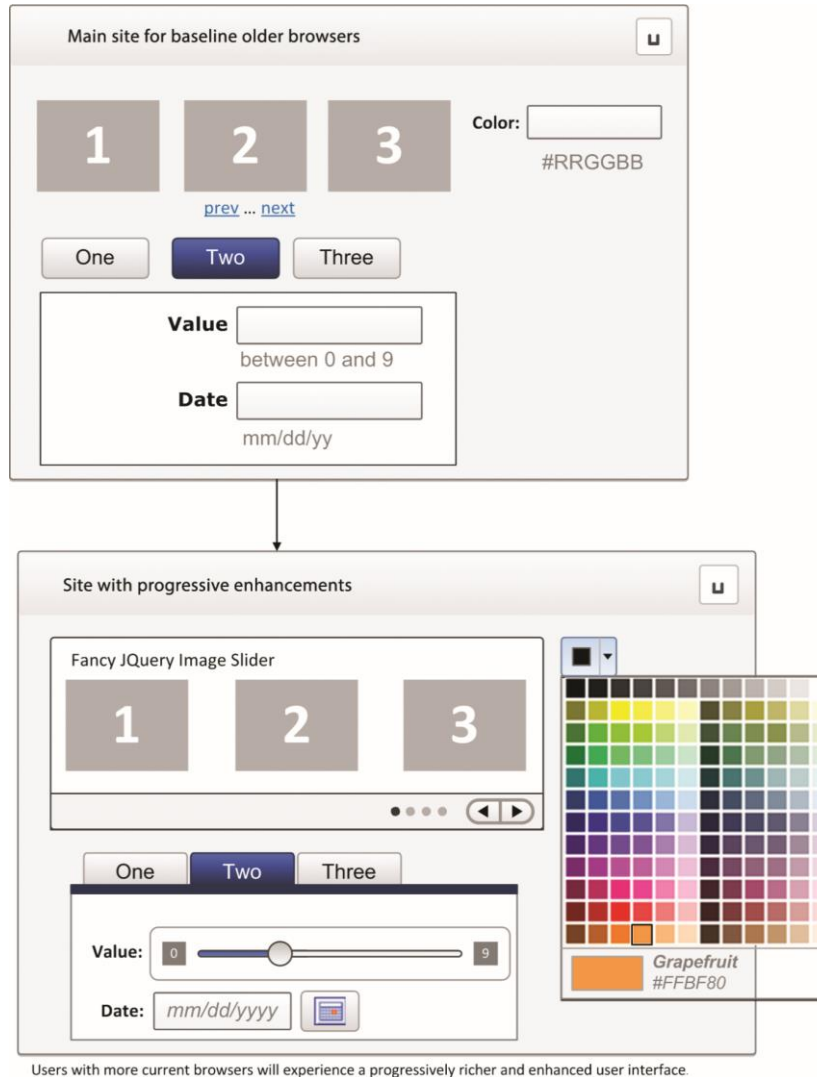 Main site for baseline older browsers
u
1 2 3
Color:
#RRGGBB
prev ... next
One Two Three
Value
between 0 and 9
Date
mm/dd/yy
Site with progressive enhancements
u
Fancy JQuery Image Slider
1 2 3
One Two Three
Value: 0 9
Date: mm/dd/yyyy
Grapefruit
#FFBF80
Users with more current browsers will experience a progressively richer and enhanced user interface.